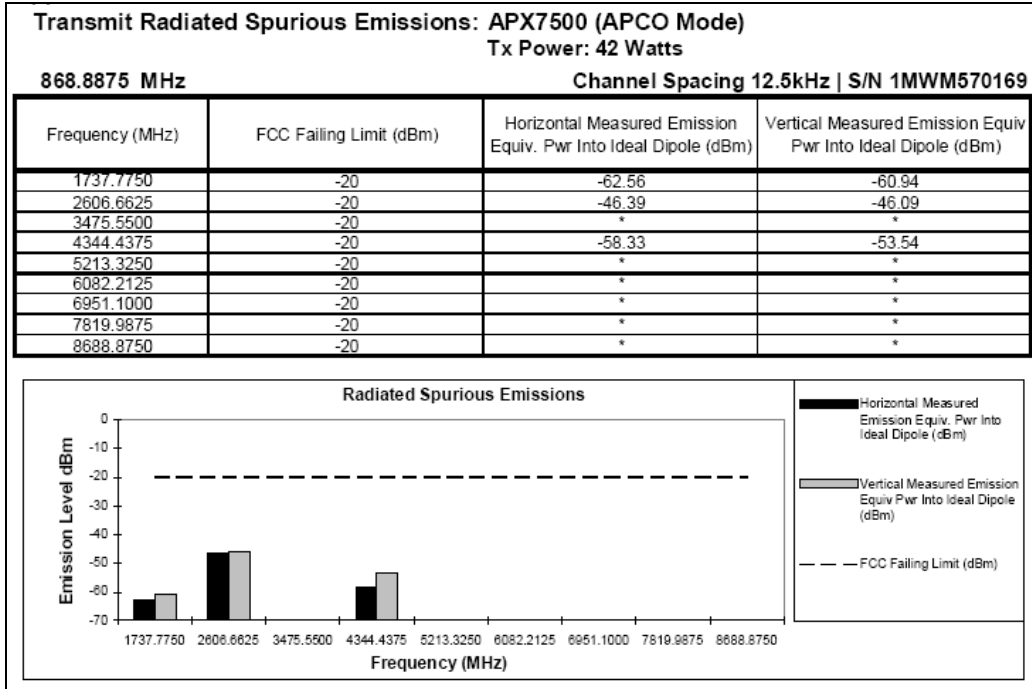 Transmit Radiated Spurious Emissions: APX7500 (APCO Mode)
Tx Power: 42 Watts
868.8875 MHz
Channel Spacing 12.5kHz | S/N 1MWM570169
Frequency (MHz) FCC Failing Limit (dBm) Horizontal Measured Emission Equiv. Pwr Into Ideal Dipole (dBm) Vertical Measured Emission Equiv Pwr Into Ideal Dipole (dBm)
1737.7750 -20 -62.56 -60.94
2606.6625 -20 -46.39 -46.09
3475.5500 -20 * *
4344.4375 -20 -58.33 -53.54
5213.3250 -20 * *
6082.2125 -20 * *
6951.1000 -20 * *
7819.9875 -20 * *
8688.8750 -20 * *
Radiated Spurious Emissions
Emission Level dBm
0
-10
-20
-30
-40
-50
-60
-70
1737.7750 2606.6625 3475.5500 4344.4375 5213.3250 6082.2125 6951.1000 7819.9875 8688.8750
Frequency (MHz)
Horizontal Measured
Emission Equiv. Pwr Into
Ideal Dipole (dBm)
Vertical Measured Emission
Equiv Pwr Into Ideal Dipole
(dBm)
FCC Failing Limit (dBm)